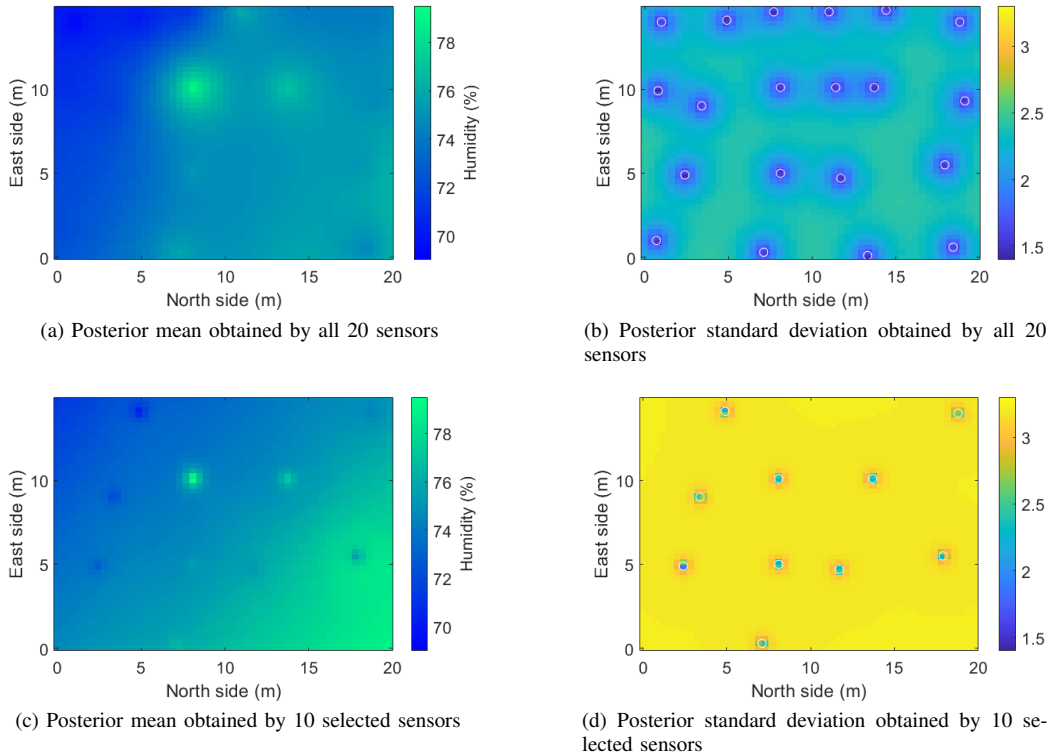 78
76
74
72
70
Humidity (%)
10
5
0
East side (m)
0 5 10 15 20
North side (m)
(a) Posterior mean obtained by all 20 sensors
3
2.5
2
1.5
10
5
0
East side (m)
0 5 10 15 20
North side (m)
(b) Posterior standard deviation obtained by all 20
sensors
78
76
74
72
70
Humidity (%)
10
5
0
East side (m)
0 5 10 15 20
North side (m)
(c) Posterior mean obtained by 10 selected sensors
3
2.5
2
1.5
10
5
0
East side (m)
0 5 10 15 20
North side (m)
(d) Posterior standard deviation obtained by 10 se-
lected sensors